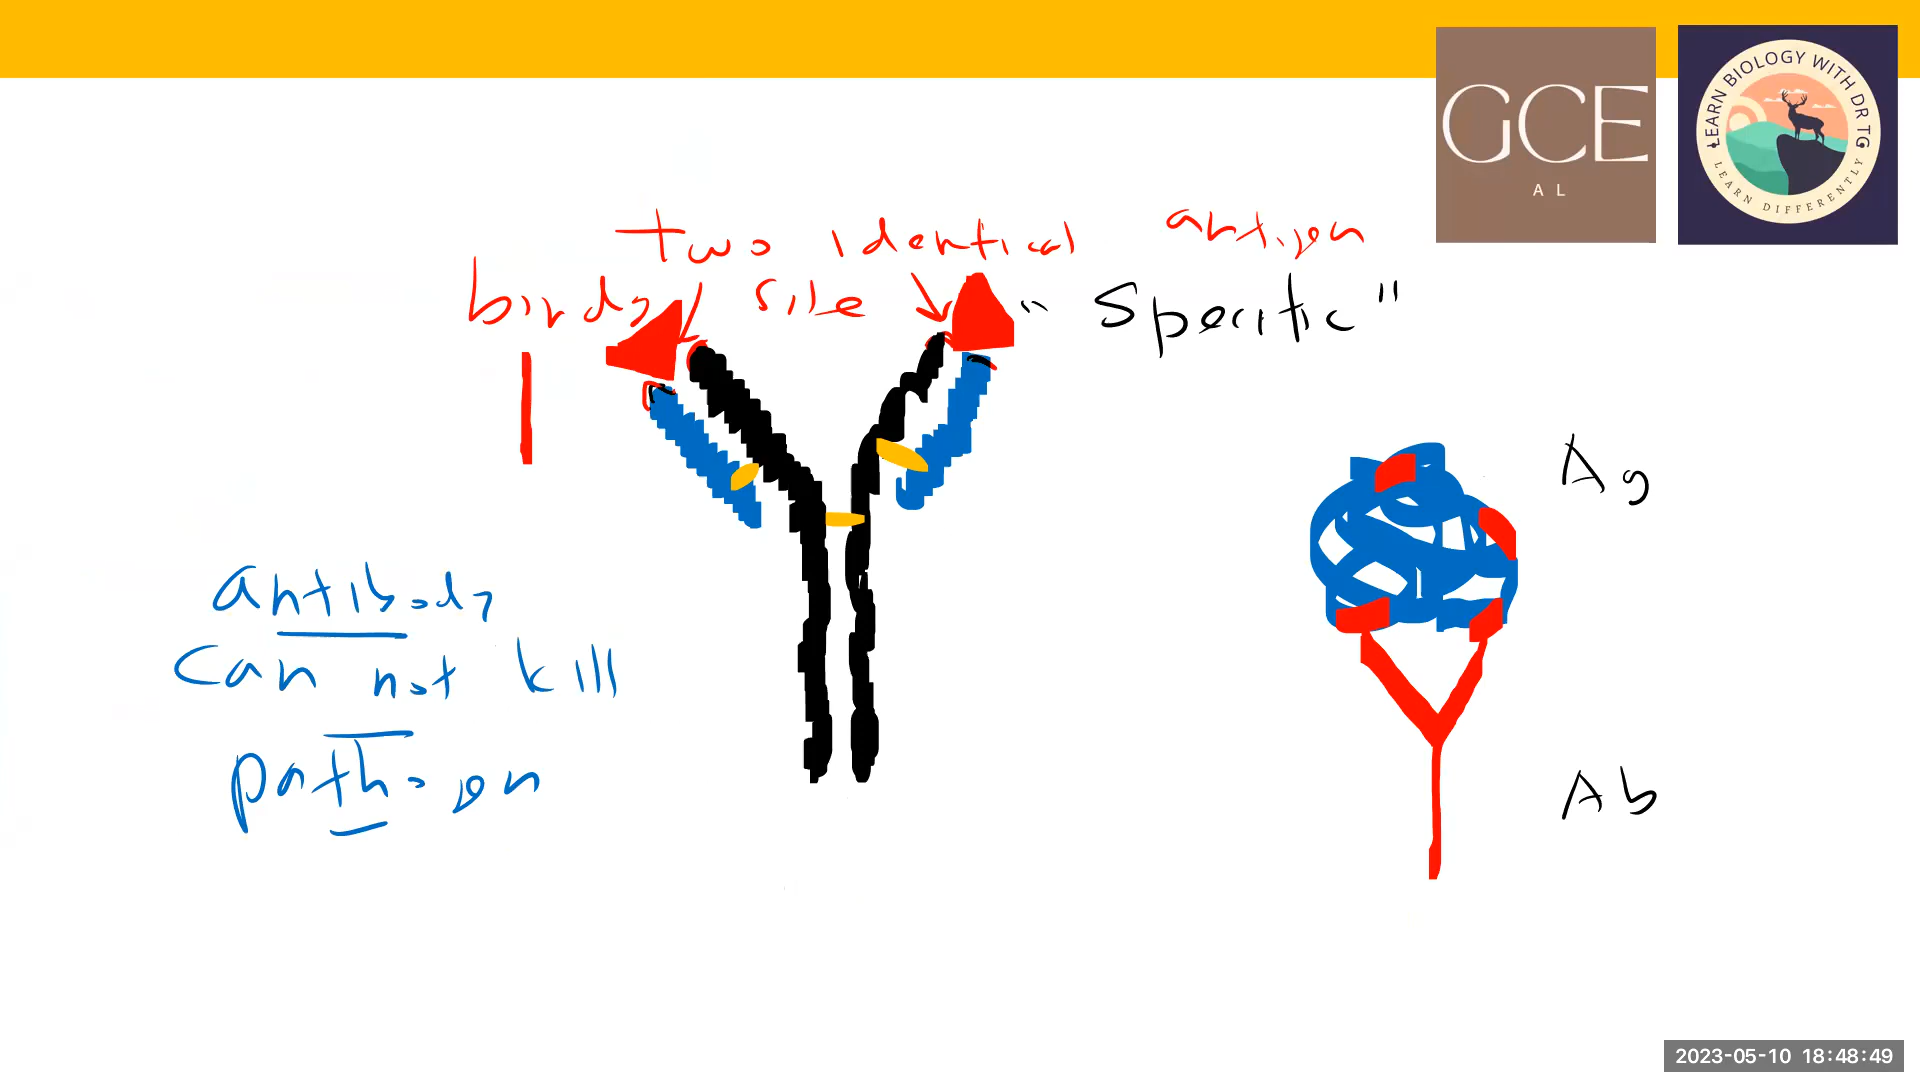 GCE
A L
LEARN BIOLOGY WITH DR TG
LEARN DIFFERENTLY
two identical antigen
binding site "Specific"
Ag
antibody
can not kill
pathogen
Ab
2023-05-10 18:48:49